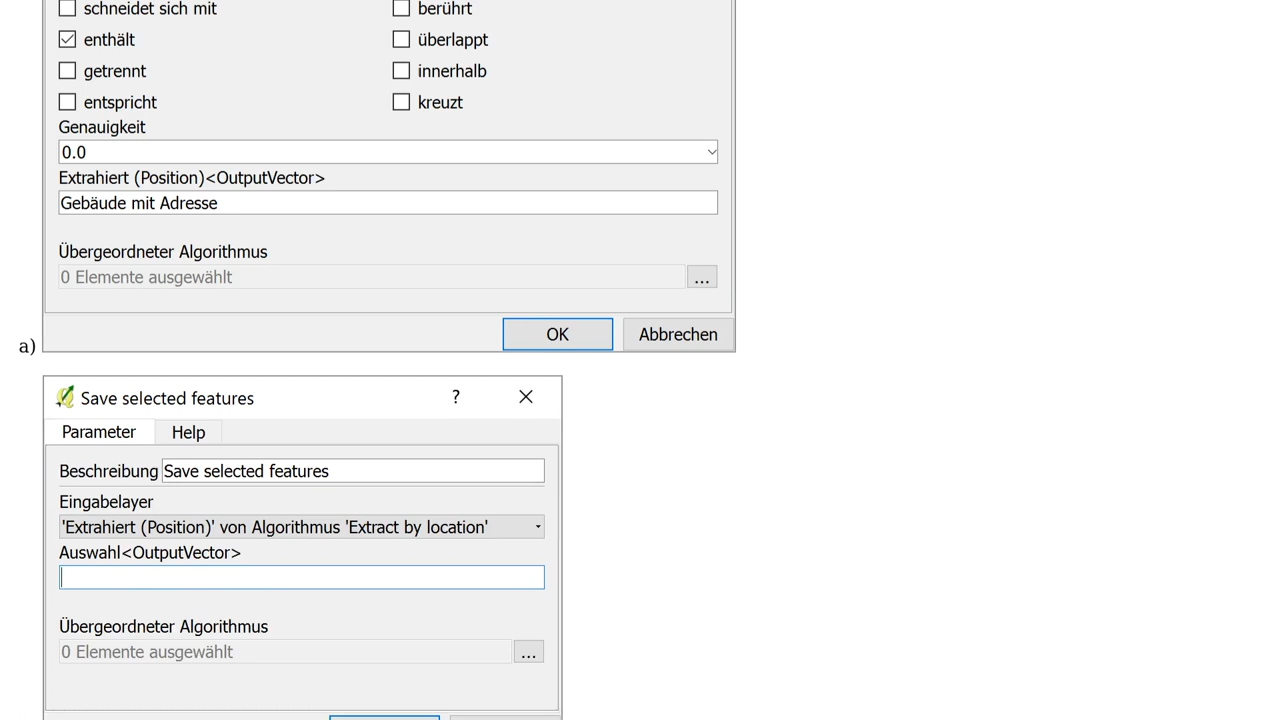 schneidet sich mit berührt
enthält überlappt
getrennt innerhalb
entspricht kreuzt
Genauigkeit
0.0
Extrahiert (Position)<OutputVector>
Gebäude mit Adresse
Übergeordneter Algorithmus
0 Elemente ausgewählt ...
OK Abbrechen
a)
Save selected features ?
Parameter Help
Beschreibung Save selected features
Eingabelayer
'Extrahiert (Position)' von Algorithmus 'Extract by location'
Auswahl<OutputVector>
Übergeordneter Algorithmus
0 Elemente ausgewählt ...